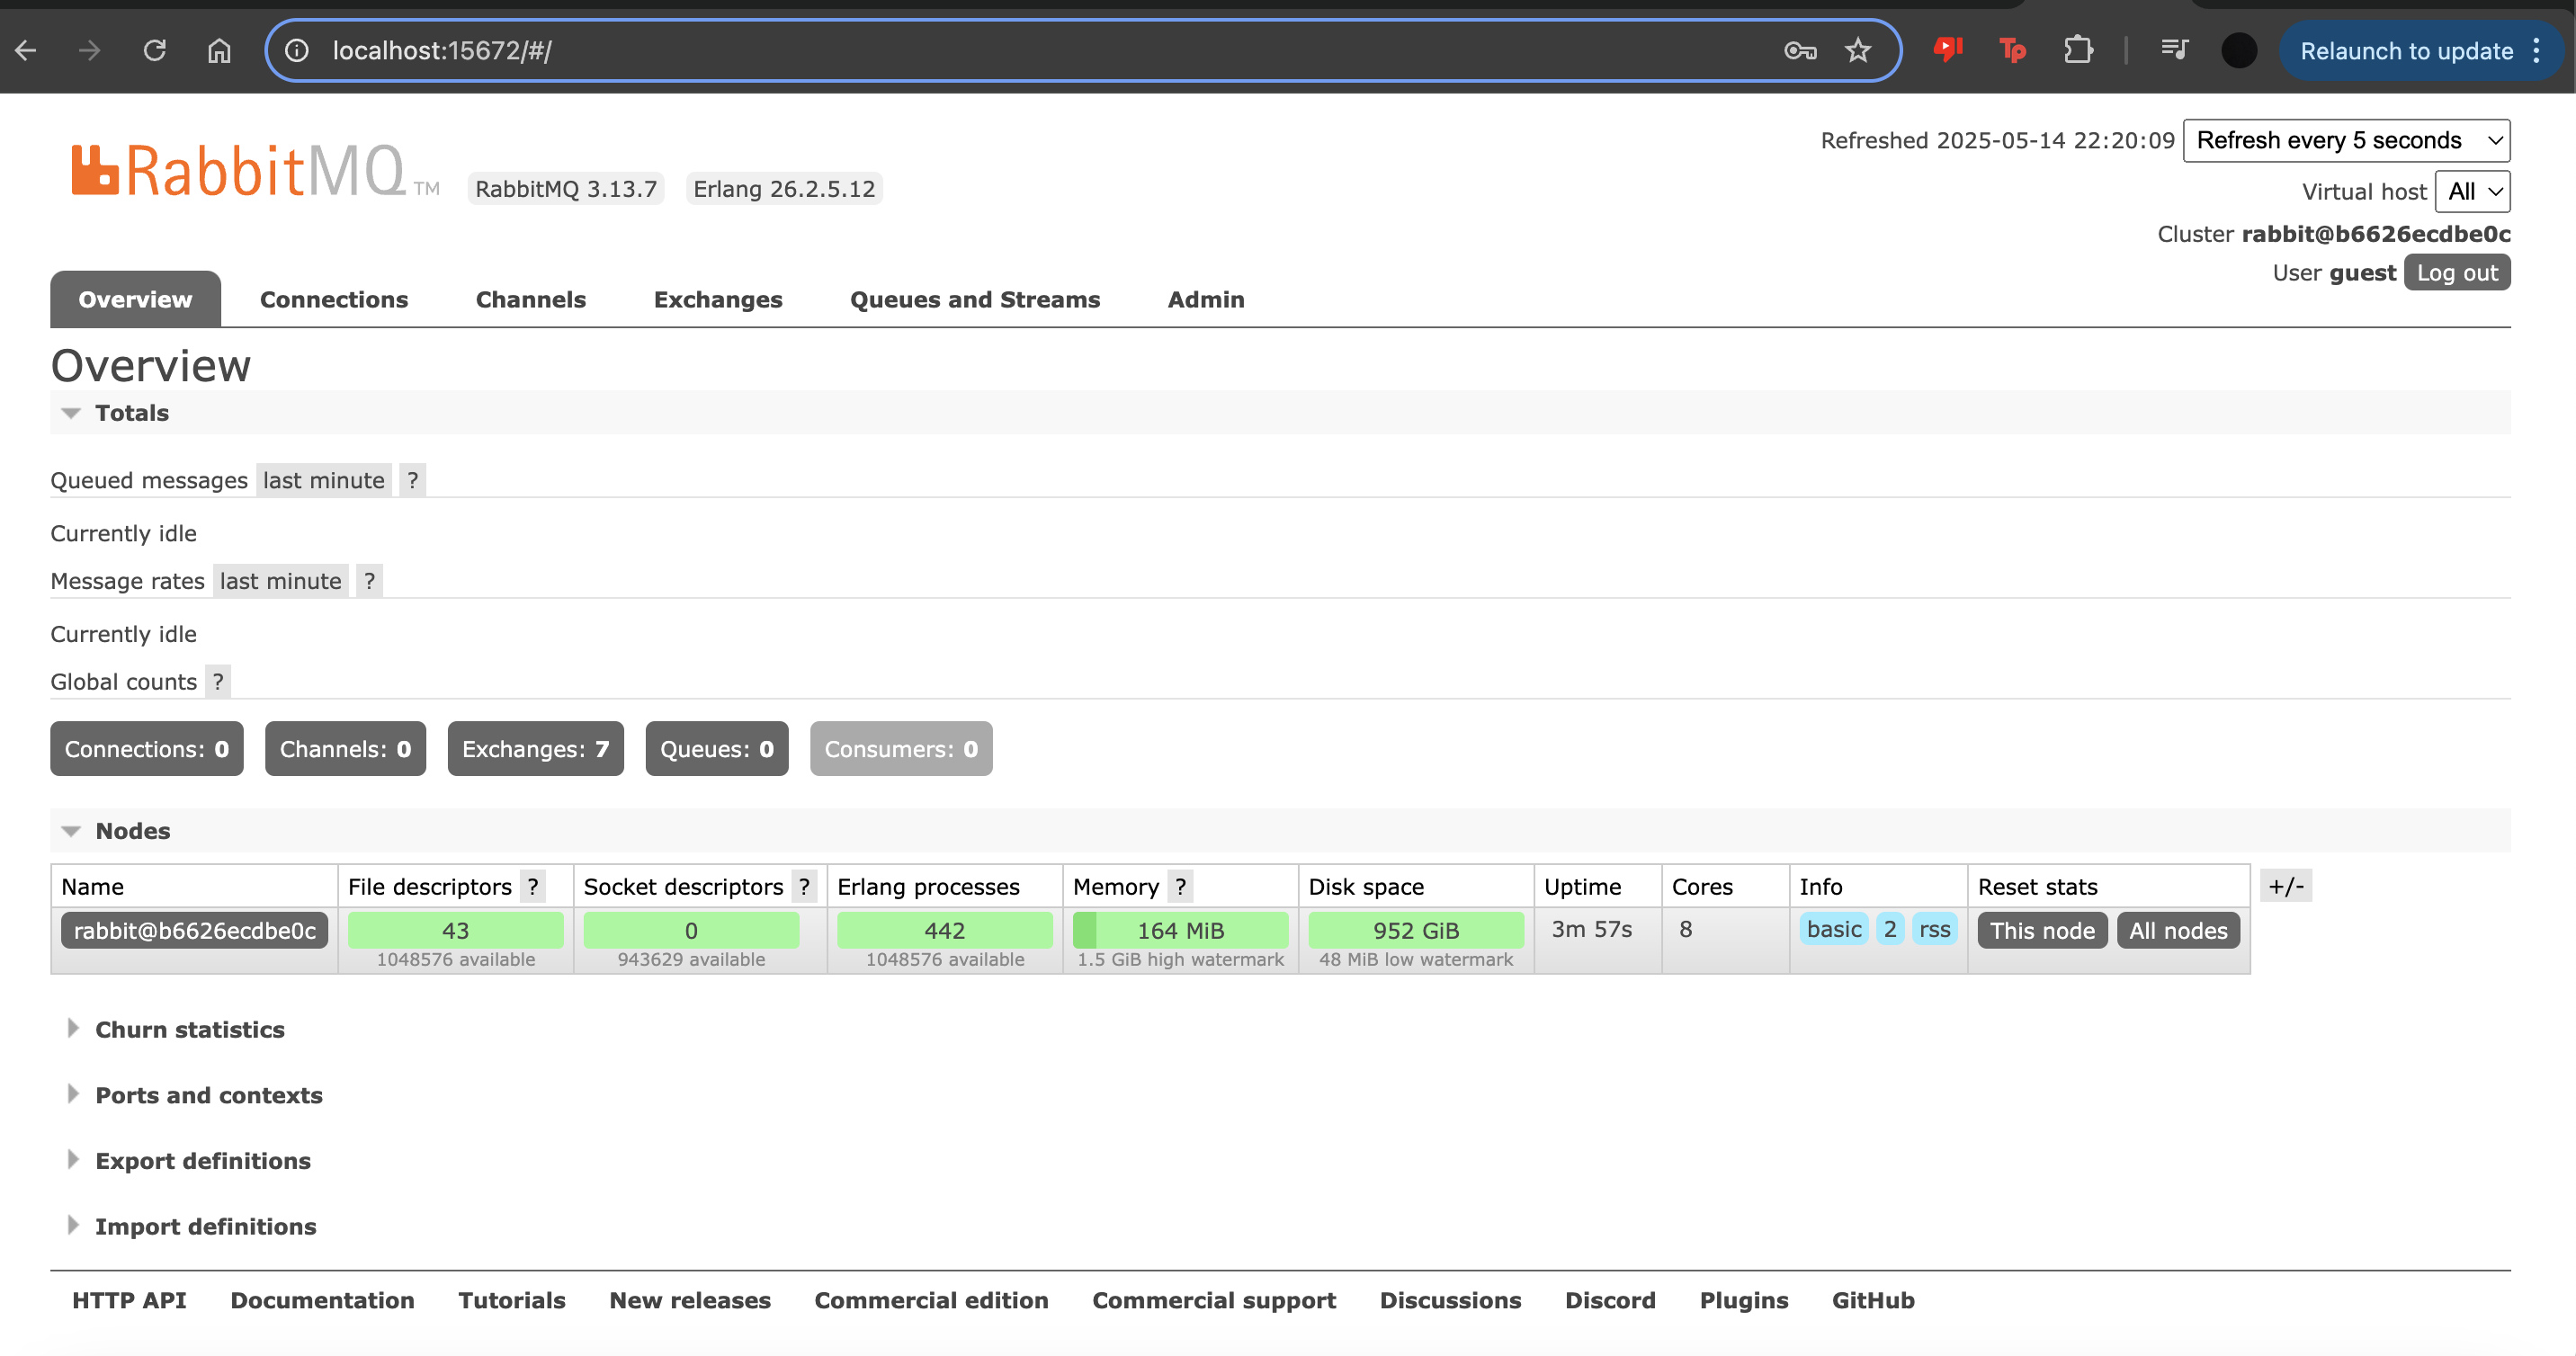 localhost:15672/#/
Tp
Relaunch to update
RabbitMQ TM
RabbitMQ 3.13.7
Erlang 26.2.5.12
Refreshed 2025-05-14 22:20:09
Refresh every 5 seconds
Virtual host All
Cluster rabbit@b6626ecdbe0c
User guest Log out
Overview Connections Channels Exchanges Queues and Streams Admin
Overview
Totals
Queued messages last minute ?
Currently idle
Message rates last minute ?
Currently idle
Global counts ?
Connections: 0 Channels: 0 Exchanges: 7 Queues: 0 Consumers: 0
Nodes
Name File descriptors ? Socket descriptors ? Erlang processes Memory ? Disk space Uptime Cores Info Reset stats +/-
rabbit@b6626ecdbe0c 43 0 442 164 MiB 952 GiB 3m 57s 8 basic 2 rss This node All nodes
1048576 available 943629 available 1048576 available 1.5 GiB high watermark 48 MiB low watermark
Churn statistics
Ports and contexts
Export definitions
Import definitions
HTTP API Documentation Tutorials New releases Commercial edition Commercial support Discussions Discord Plugins GitHub